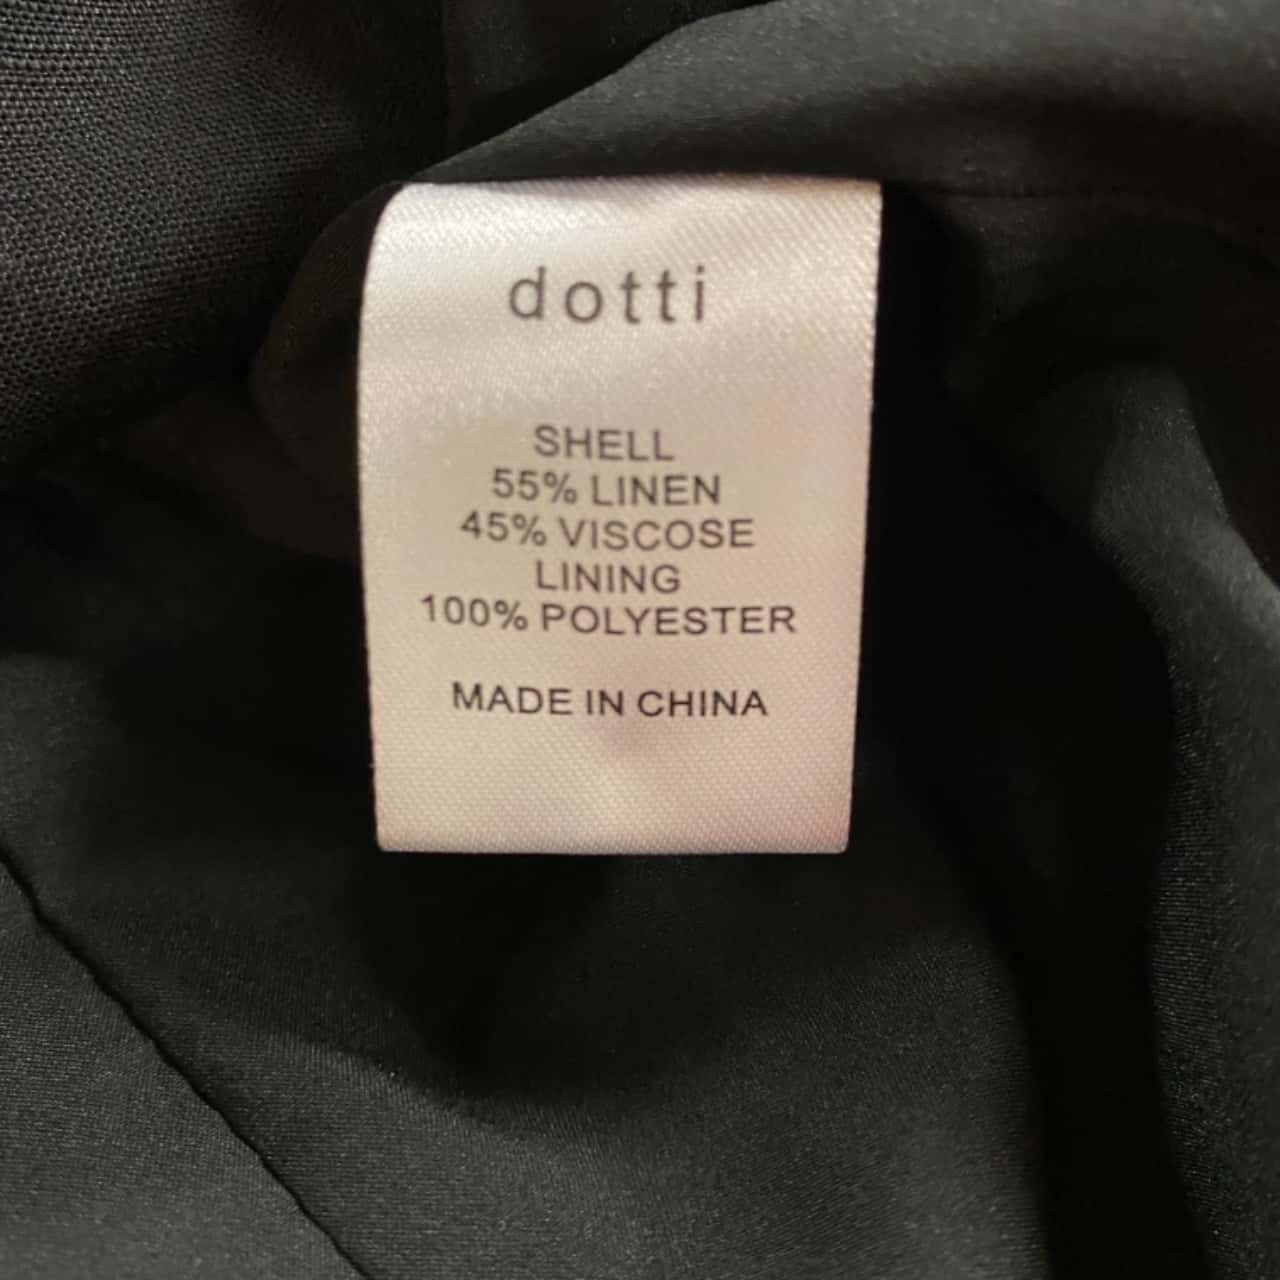 dotti
SHELL
55% LINEN
45% VISCOSE
LINING
100% POLYESTER
MADE IN CHINA